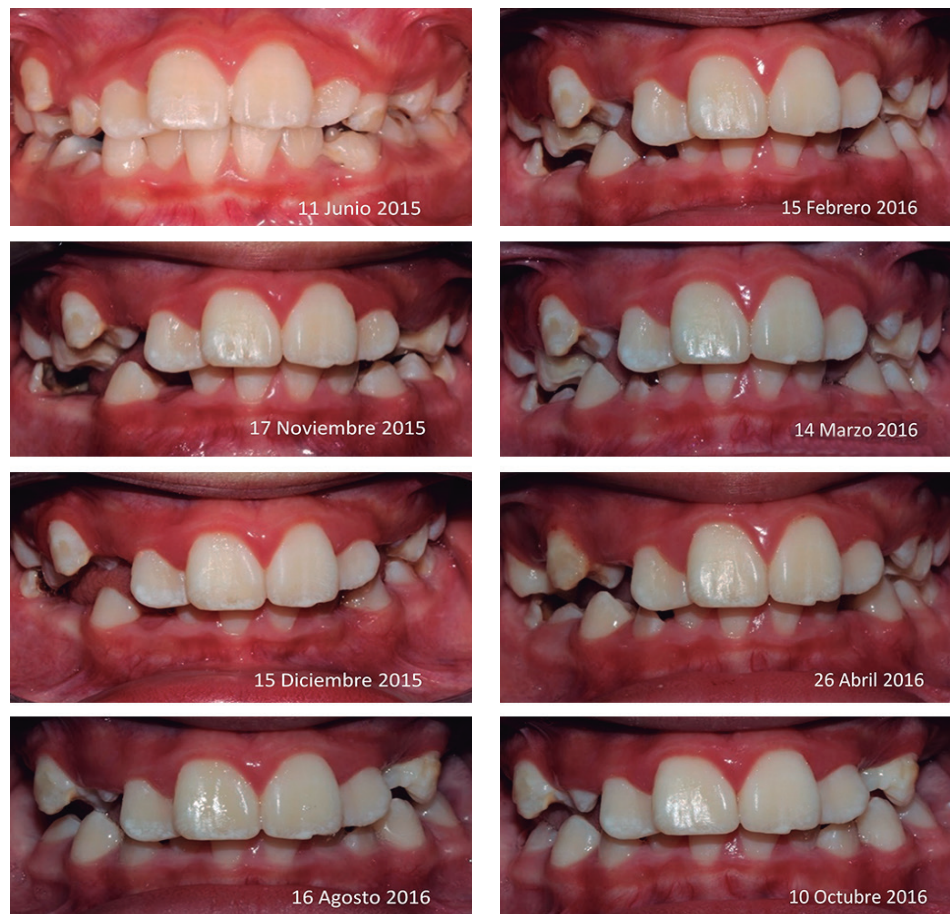 11 Junio 2015
15 Febrero 2016
17 Noviembre 2015
14 Marzo 2016
15 Diciembre 2015
26 Abril 2016
16 Agosto 2016
10 Octubre 2016